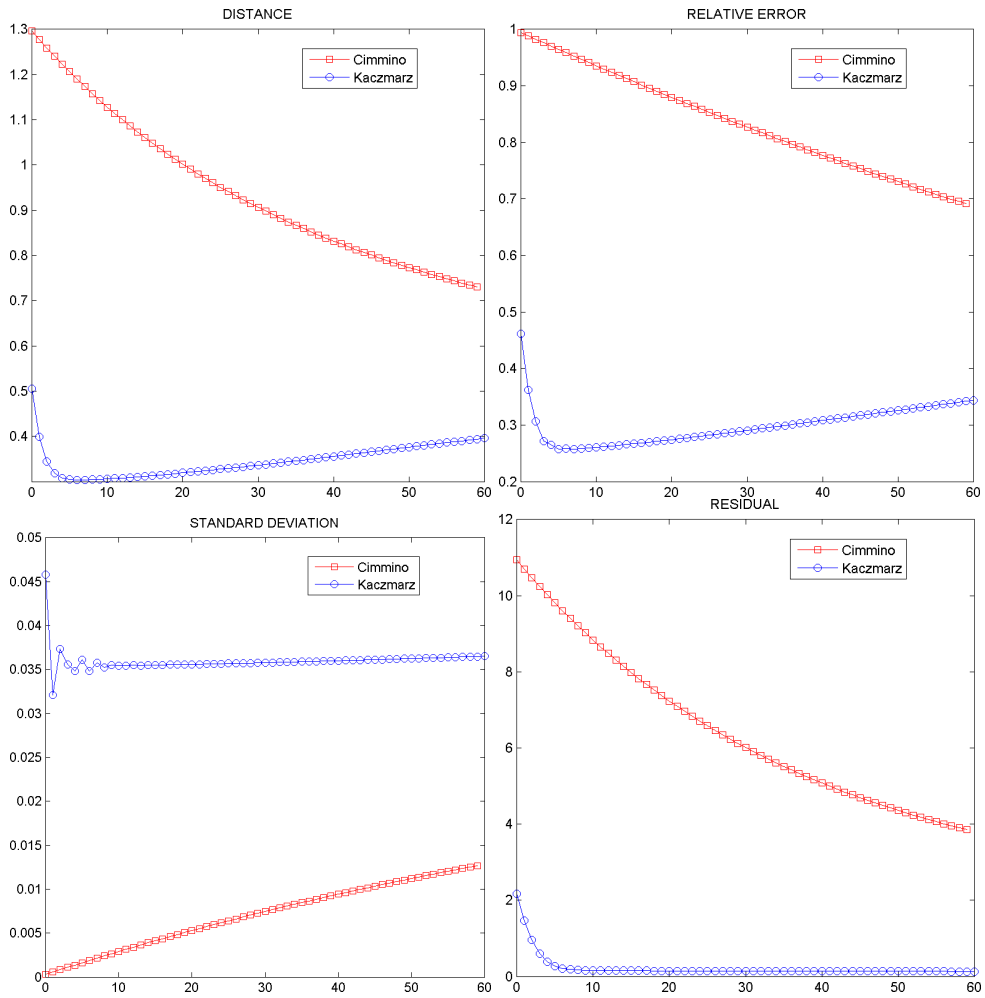 DISTANCE
1.3
1.2
1.1
1
0.9
0.8
0.7
0.6
0.5
0.4
0 10 20 30 40 50 60
Cimmino
Kaczmarz
RELATIVE ERROR
1
0.9
0.8
0.7
0.6
0.5
0.4
0.3
0.2
0 10 20 30 40 50 60
Cimmino
Kaczmarz
STANDARD DEVIATION
0.05
0.045
0.04
0.035
0.03
0.025
0.02
0.015
0.01
0.005
0
0 10 20 30 40 50 60
Cimmino
Kaczmarz
RESIDUAL
12
10
8
6
4
2
0
0 10 20 30 40 50 60
Cimmino
Kaczmarz